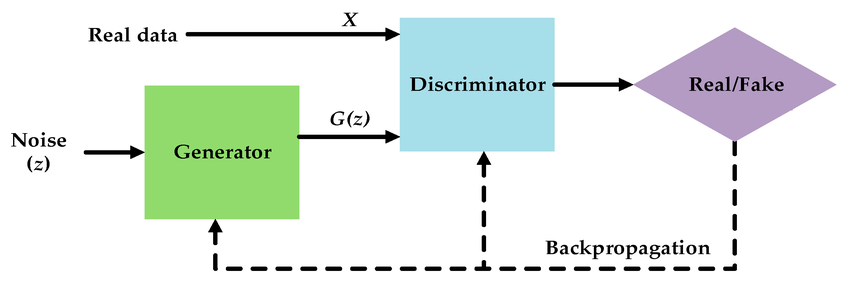 Real data
X
Discriminator
Real/Fake
G(z)
Noise
(z)
Generator
Backpropagation